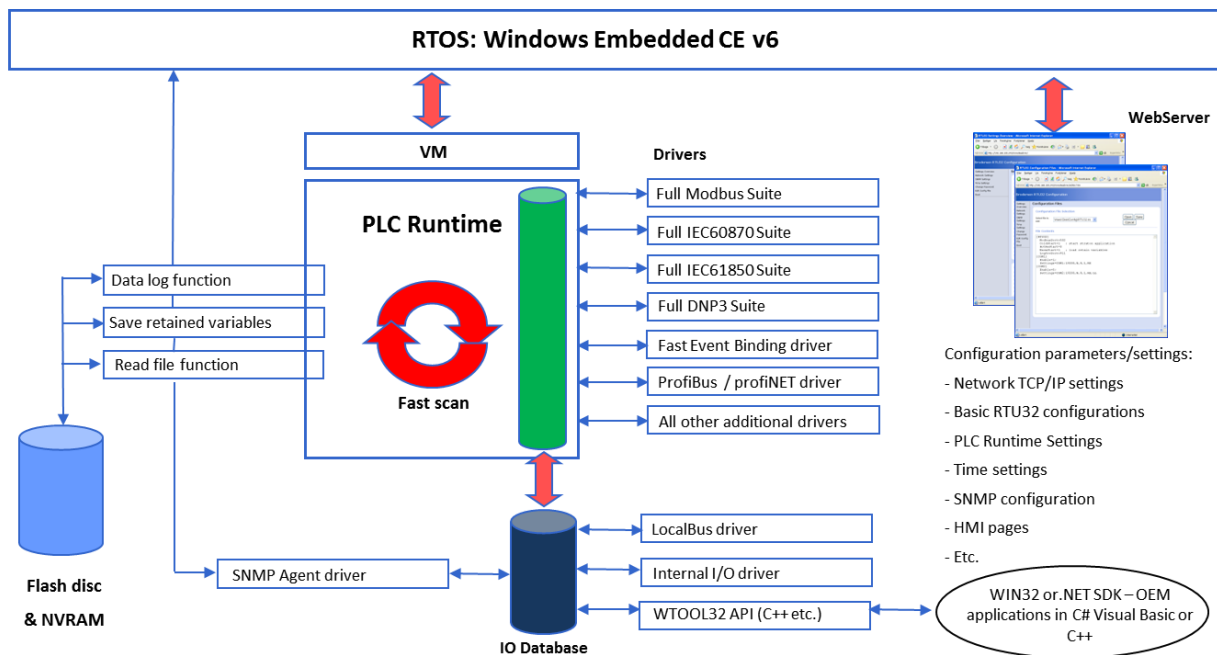 RTOS: Windows Embedded CE v6
WebServer
VM
Drivers
PLC Runtime
Full Modbus Suite
Full IEC60870 Suite
Full IEC61850 Suite
Full DNP3 Suite
Fast Event Binding driver
ProfiBus / profiNET driver
All other additional drivers
Data log function
Save retained variables
Read file function
Fast scan
Configuration parameters/settings:
- Network TCP/IP settings
- Basic RTU32 configurations
- PLC Runtime Settings
- Time settings
- SNMP configuration
- HMI pages
- Etc.
Flash disc
& NVRAM
SNMP Agent driver
LocalBus driver
Internal I/O driver
WTOOL32 API (C++ etc.)
IO Database
WIN32 or.NET SDK – OEM
applications in C# Visual Basic or
C++